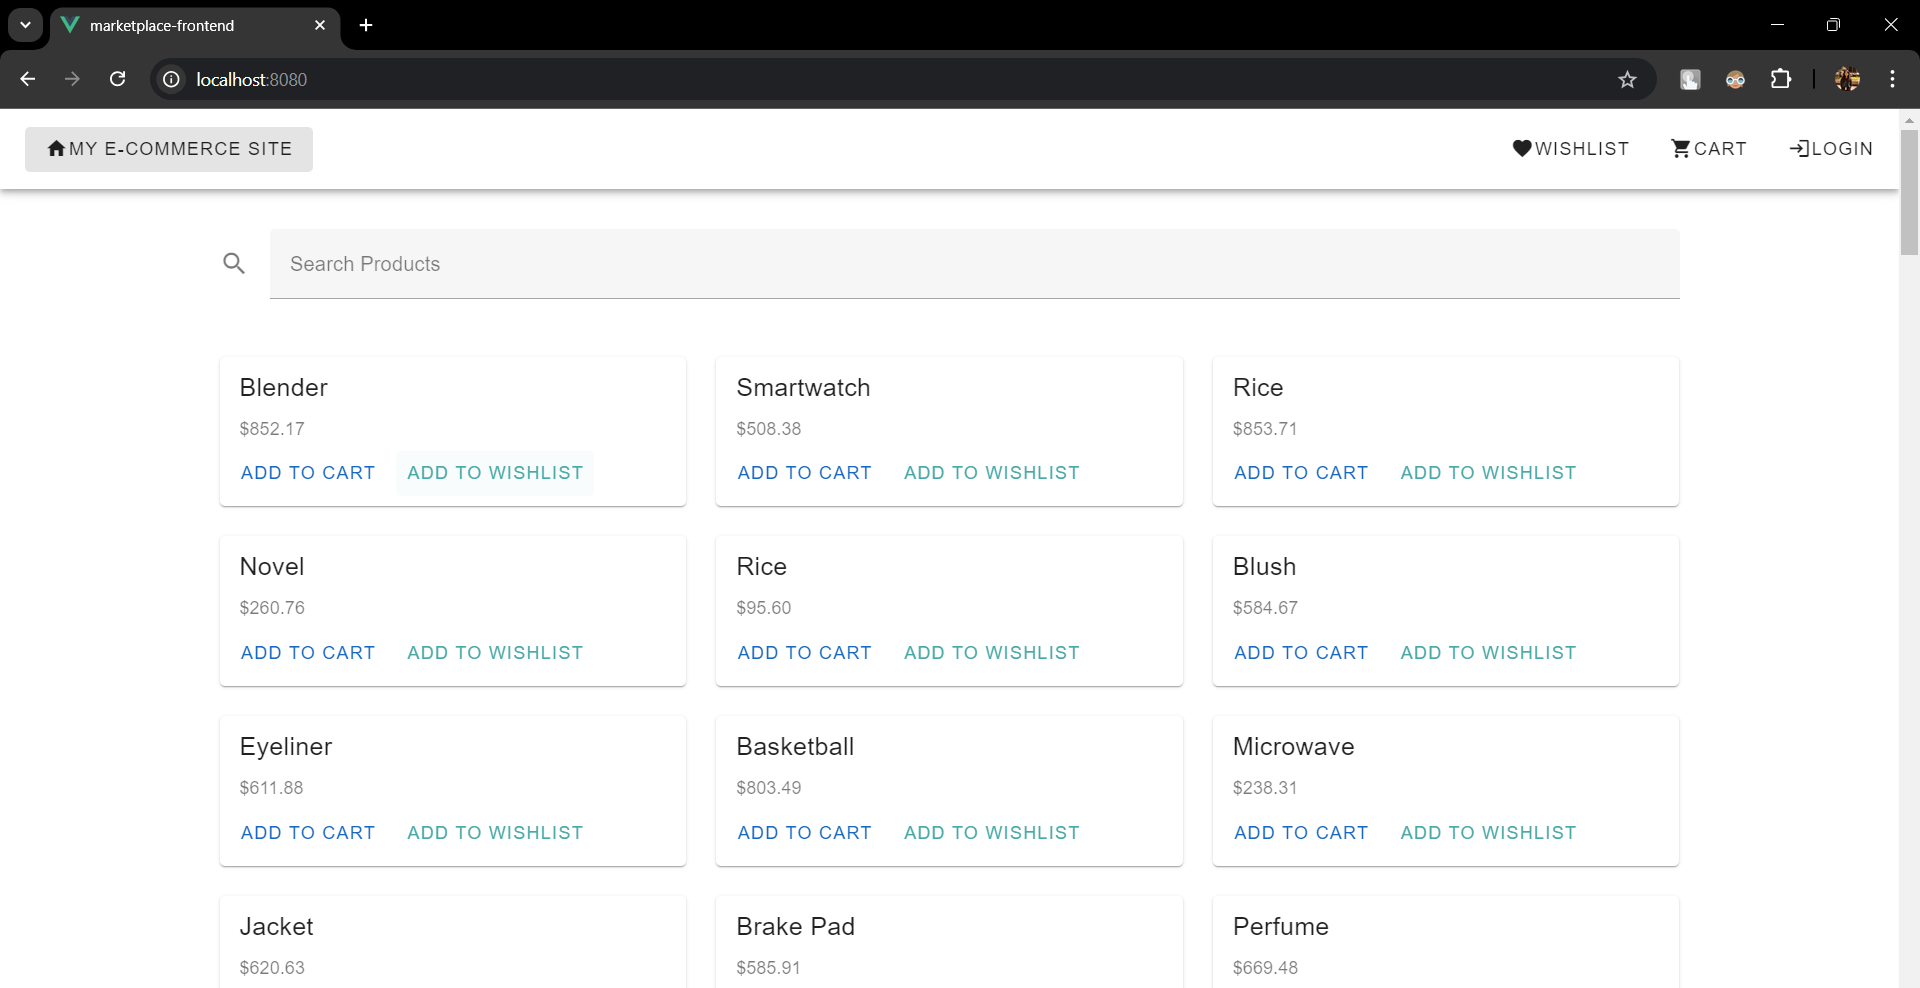 marketplace-frontend
localhost:8080
MY E-COMMERCE SITE WISHLIST CART LOGIN
Search Products
Blender Smartwatch Rice
$852.17 $508.38 $853.71
ADD TO CART ADD TO WISHLIST ADD TO CART ADD TO WISHLIST ADD TO CART ADD TO WISHLIST
Novel Rice Blush
$260.76 $95.60 $584.67
ADD TO CART ADD TO WISHLIST ADD TO CART ADD TO WISHLIST ADD TO CART ADD TO WISHLIST
Eyeliner Basketball Microwave
$611.88 $803.49 $238.31
ADD TO CART ADD TO WISHLIST ADD TO CART ADD TO WISHLIST ADD TO CART ADD TO WISHLIST
Jacket Brake Pad Perfume
$620.63 $585.91 $669.48